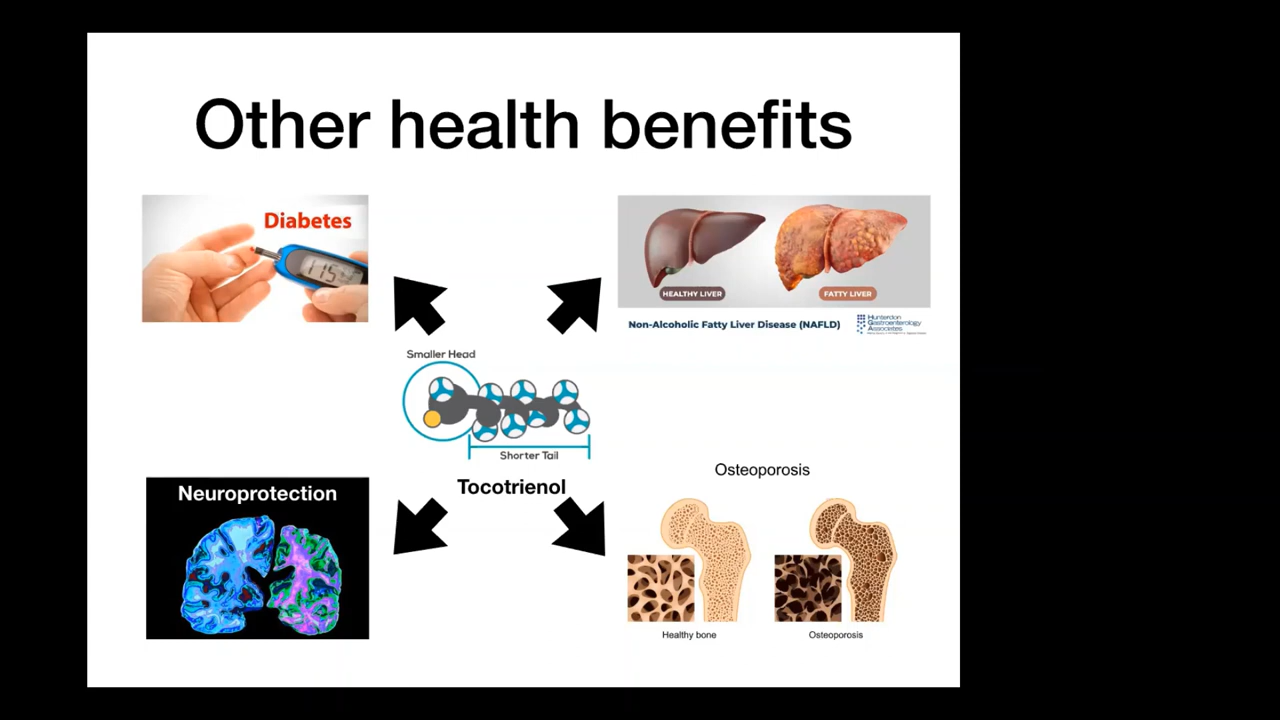 Other health benefits
Diabetes
175
HEALTHY LIVER
FATTY LIVER
Non-Alcoholic Fatty Liver Disease (NAFLD)
Hunterdon
Gastroenterology
Associates
Smaller Head
Shorter Tail
Tocotrienol
Neuroprotection
Osteoporosis
Healthy bone
Osteoporosis